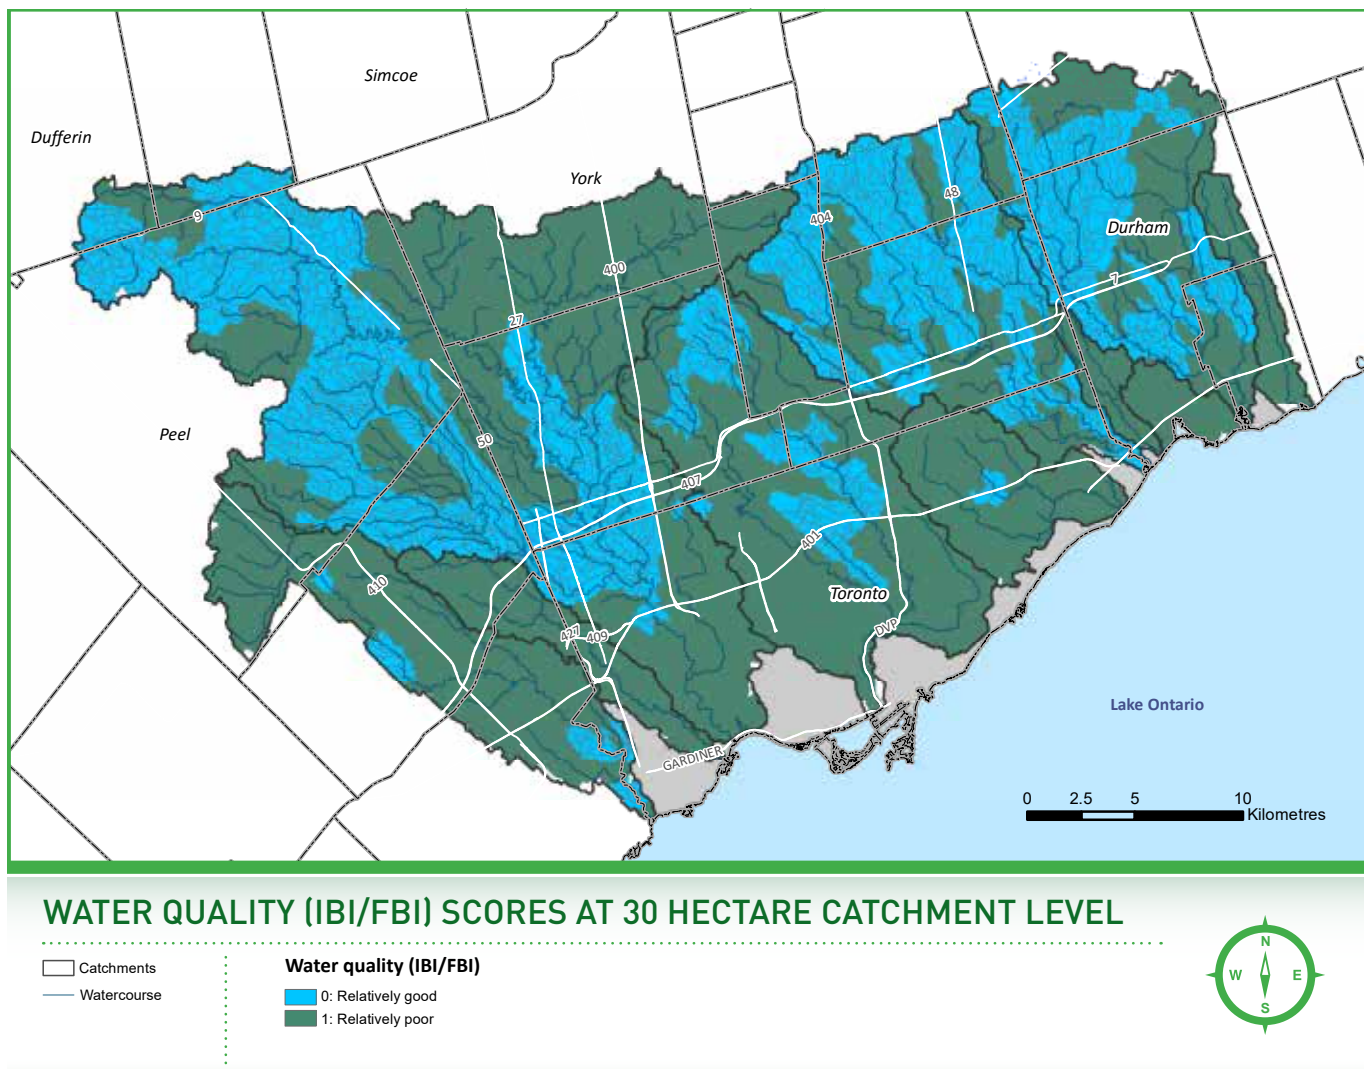 Simcoe
Dufferin
York
9
48
404
Durham
400
7
27
Peel
50
407
401
410
Toronto
427
409
DVP
Lake Ontario
GARDINER
0 2.5 5 10
Kilometres
WATER QUALITY (IBI/FBI) SCORES AT 30 HECTARE CATCHMENT LEVEL
Catchments
Watercourse
Water quality (IBI/FBI)
0: Relatively good
1: Relatively poor
N
W E
S